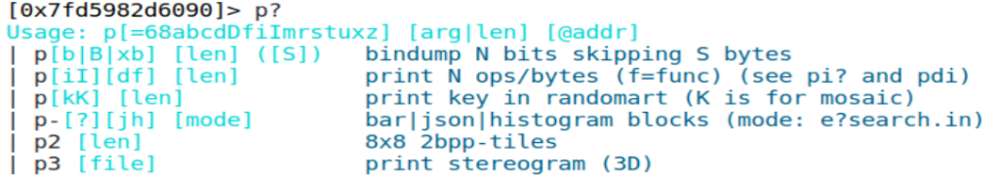 [0x7fd5982d6090]> p?
Usage: p[=68abcdDfiImrstuxz] [arg|len] [@addr]
| p[b|B|xb] [len] ([S])   bindump N bits skipping S bytes
| p[iI][df] [len]         print N ops/bytes (f=func) (see pi? and pdi)
| p[kK] [len]             print key in randomart (K is for mosaic)
| p-[?][jh] [mode]        bar|json|histogram blocks (mode: e?search.in)
| p2 [len]                8x8 2bpp-tiles
| p3 [file]               print stereogram (3D)